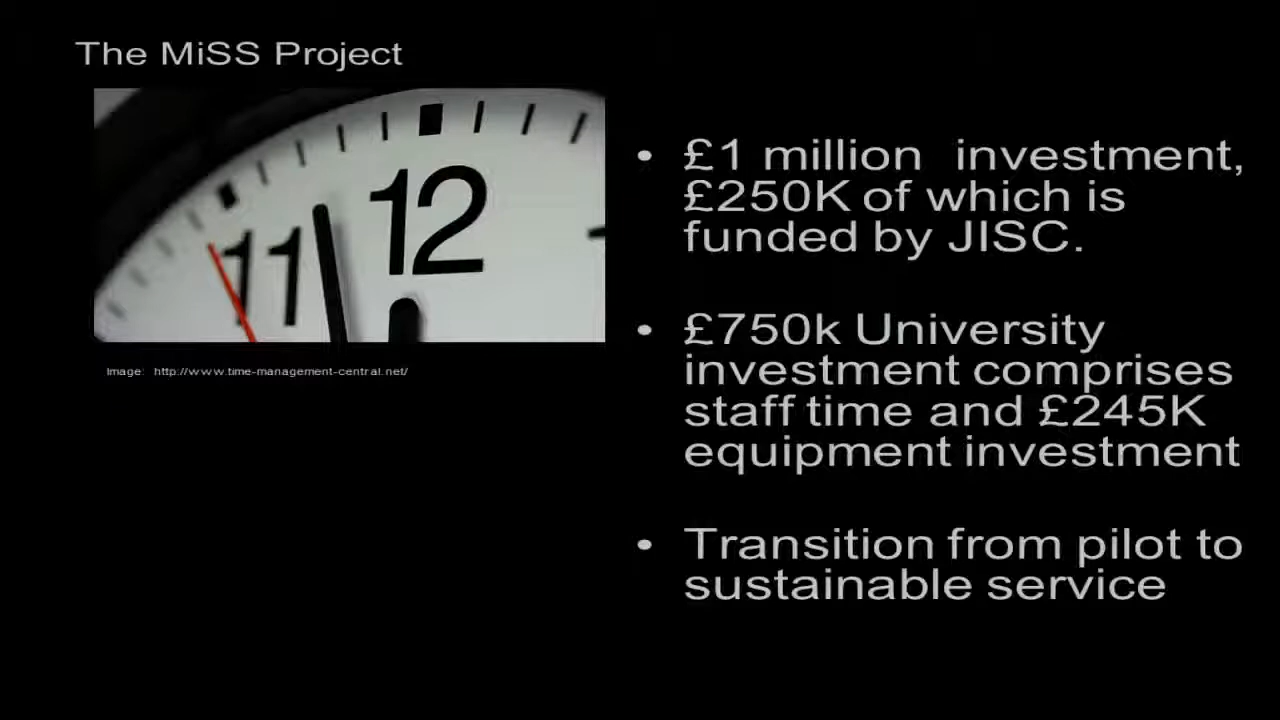 The MiSS Project
12
11
Image: http://www.time-management-central.net/
• £1 million investment,
£250K of which is
funded by JISC.
• £750k University
investment comprises
staff time and £245K
equipment investment
• Transition from pilot to
sustainable service